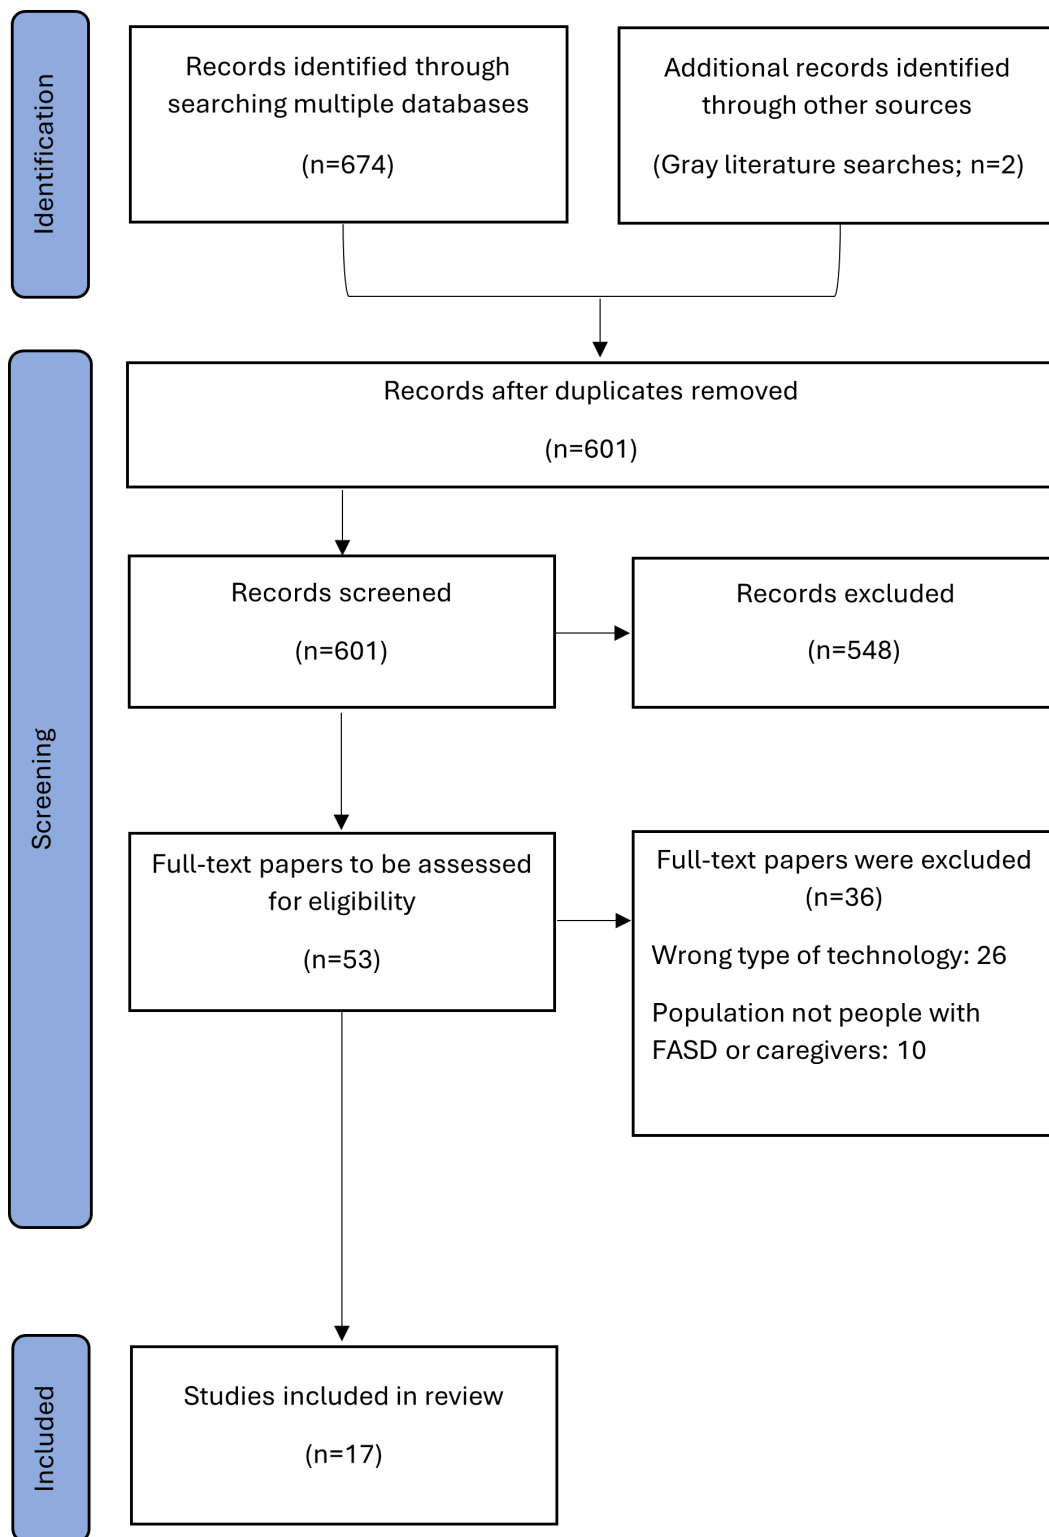 Identification
Records identified through
searching multiple databases
(n=674)
Additional records identified
through other sources
(Gray literature searches; n=2)
Screening
Records after duplicates removed
(n=601)
Records screened
(n=601)
Records excluded
(n=548)
Full-text papers to be assessed
for eligibility
(n=53)
Full-text papers were excluded
(n=36)
Wrong type of technology: 26
Population not people with
FASD or caregivers: 10
Included
Studies included in review
(n=17)